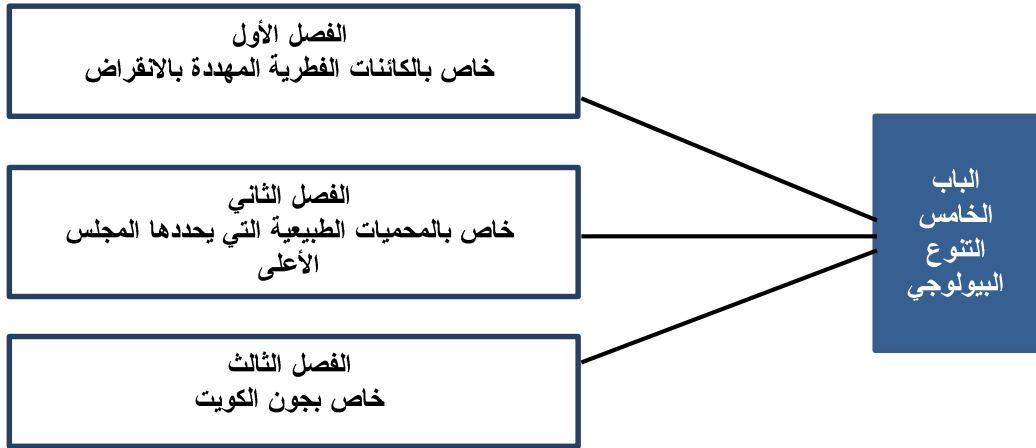 الباب
الخامس
التنوع
البيولوجي
الفصل الأول
خاص بالكائنات الفطرية المهددة بالانقراض
الفصل الثاني
خاص بالمحميات الطبيعية التي يحددها المجلس
الأعلى
الفصل الثالث
خاص بجون الكويت